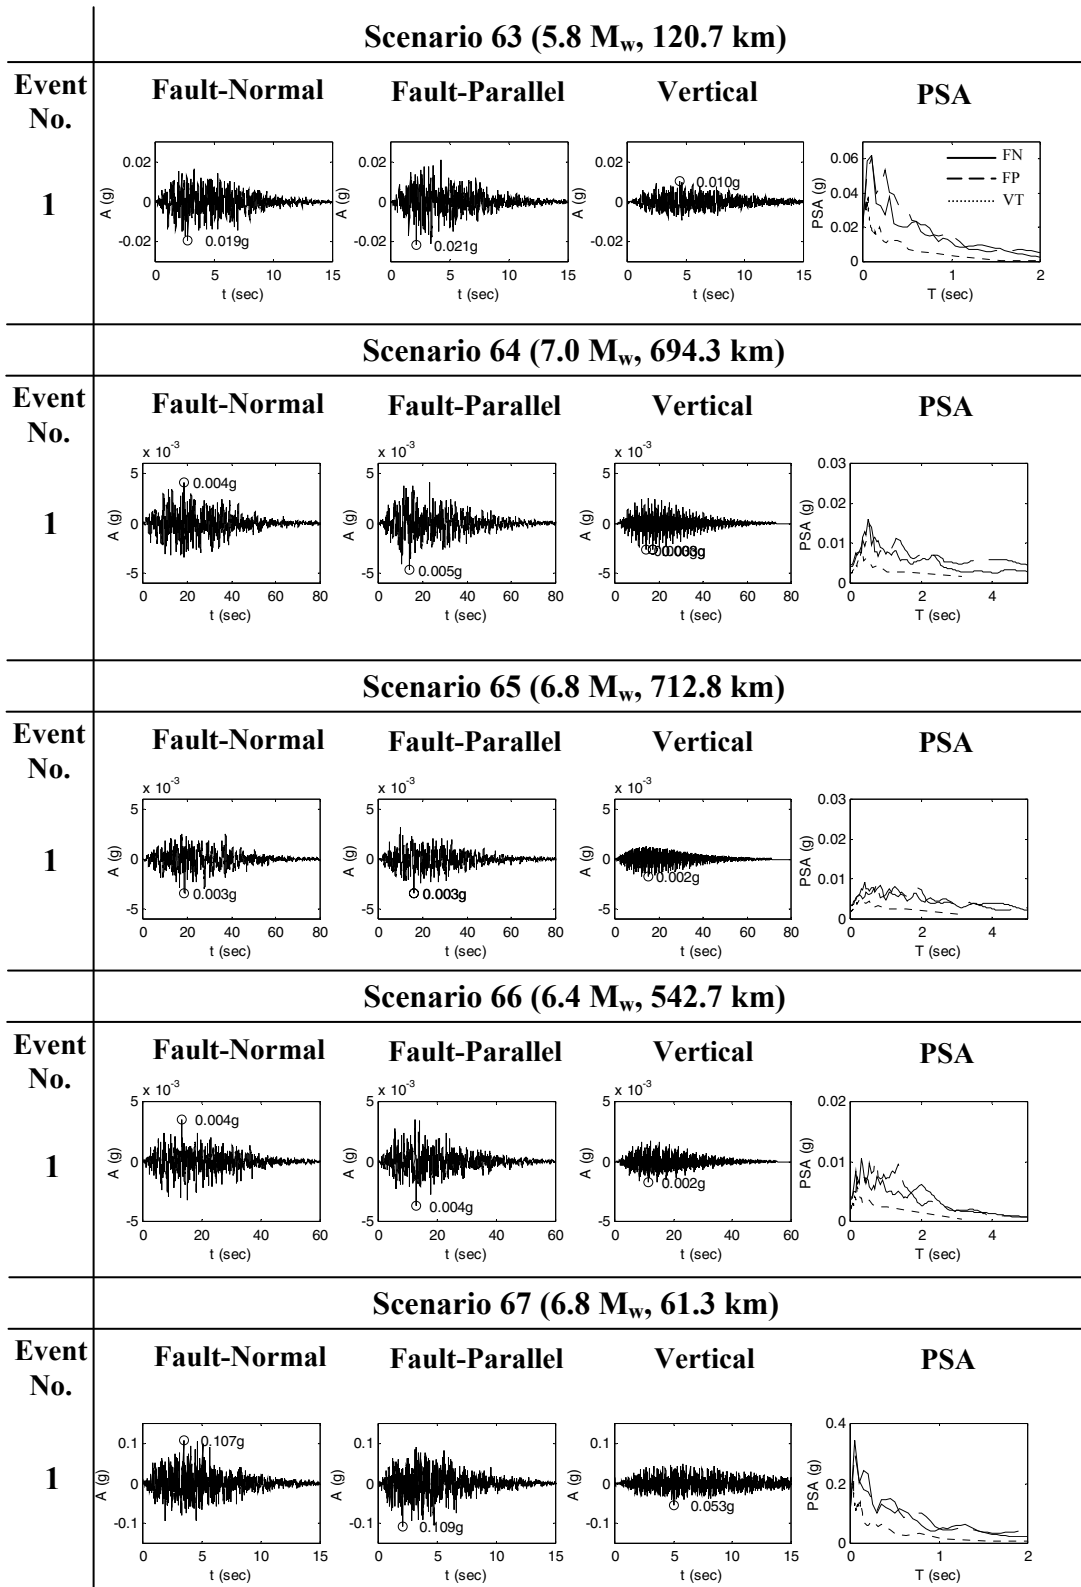 Scenario 63 (5.8 Mw, 120.7 km)
Event No.
Fault-Normal
Fault-Parallel
Vertical
PSA
1
0.02
0
-0.02
A (g)
0.019g
0 5 10 15
t (sec)
0.02
0
-0.02
A (g)
0.021g
0 5 10 15
t (sec)
0.02
0
-0.02
A (g)
0.010g
0 5 10 15
t (sec)
0.06
0.04
0.02
0
PSA (g)
FN
FP
VT
0 1 2
T (sec)
Scenario 64 (7.0 Mw, 694.3 km)
Event No.
Fault-Normal
Fault-Parallel
Vertical
PSA
1
x 10-3
5
0
-5
A (g)
0.004g
0 20 40 60 80
t (sec)
x 10-3
5
0
-5
A (g)
0.005g
0 20 40 60 80
t (sec)
x 10-3
5
0
-5
A (g)
0.003g
0 20 40 60 80
t (sec)
0.03
0.02
0.01
0
PSA (g)
0 2 4
T (sec)
Scenario 65 (6.8 Mw, 712.8 km)
Event No.
Fault-Normal
Fault-Parallel
Vertical
PSA
1
x 10-3
5
0
-5
A (g)
0.003g
0 20 40 60 80
t (sec)
x 10-3
5
0
-5
A (g)
0.003g
0 20 40 60 80
t (sec)
x 10-3
5
0
-5
A (g)
0.002g
0 20 40 60 80
t (sec)
0.03
0.02
0.01
0
PSA (g)
0 2 4
T (sec)
Scenario 66 (6.4 Mw, 542.7 km)
Event No.
Fault-Normal
Fault-Parallel
Vertical
PSA
1
x 10-3
5
0
-5
A (g)
0.004g
0 20 40 60
t (sec)
x 10-3
5
0
-5
A (g)
0.004g
0 20 40 60
t (sec)
x 10-3
5
0
-5
A (g)
0.002g
0 20 40 60
t (sec)
0.02
0.01
0
PSA (g)
0 2 4
T (sec)
Scenario 67 (6.8 Mw, 61.3 km)
Event No.
Fault-Normal
Fault-Parallel
Vertical
PSA
1
0.1
0
-0.1
A (g)
0.107g
0 5 10 15
t (sec)
0.1
0
-0.1
A (g)
0.109g
0 5 10 15
t (sec)
0.1
0
-0.1
A (g)
0.053g
0 5 10 15
t (sec)
0.4
0.2
0
PSA (g)
0 1 2
T (sec)